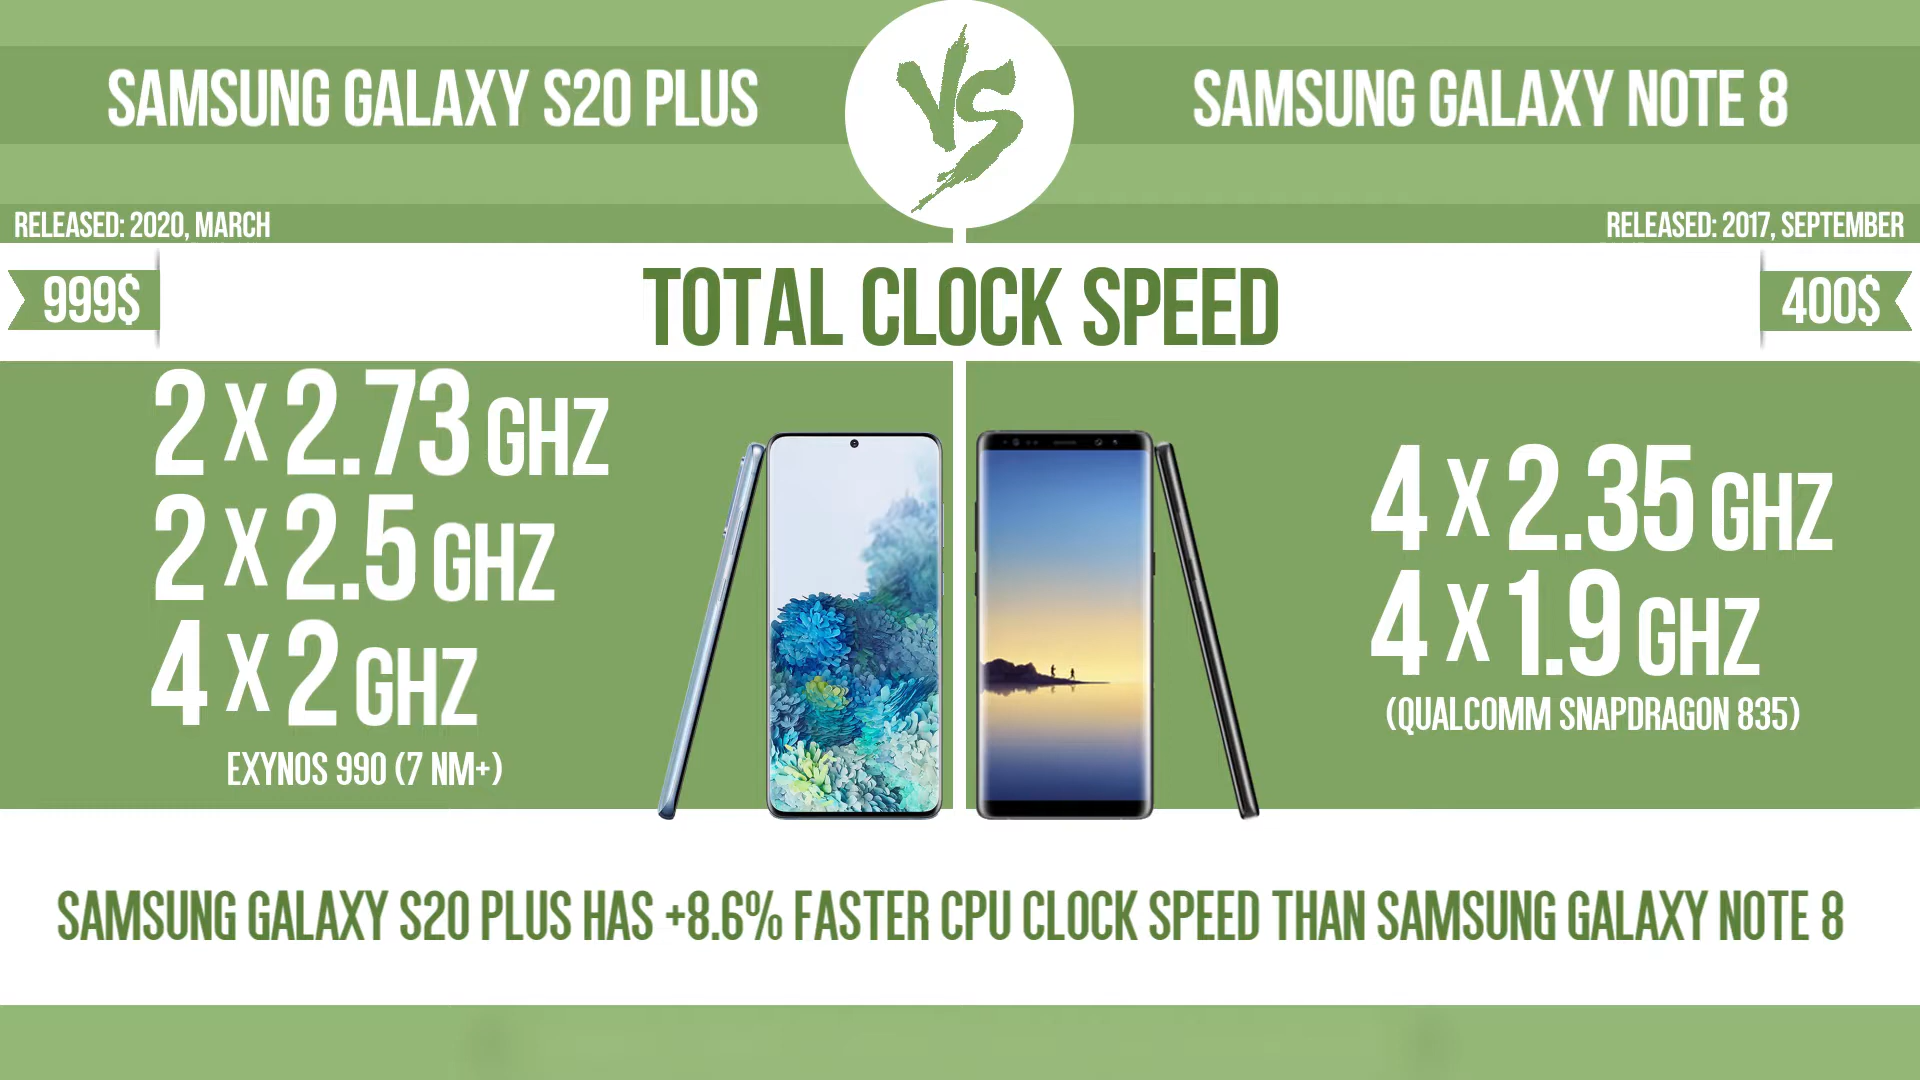 SAMSUNG GALAXY S20 PLUS
VS
SAMSUNG GALAXY NOTE 8
RELEASED: 2020, MARCH
RELEASED: 2017, SEPTEMBER
999$
TOTAL CLOCK SPEED
400$
2 X 2.73 GHZ
2 X 2.5 GHZ
4 X 2 GHZ
EXYNOS 990 (7 NM+)
4 X 2.35 GHZ
4 X 1.9 GHZ
(QUALCOMM SNAPDRAGON 835)
SAMSUNG GALAXY S20 PLUS HAS +8.6% FASTER CPU CLOCK SPEED THAN SAMSUNG GALAXY NOTE 8